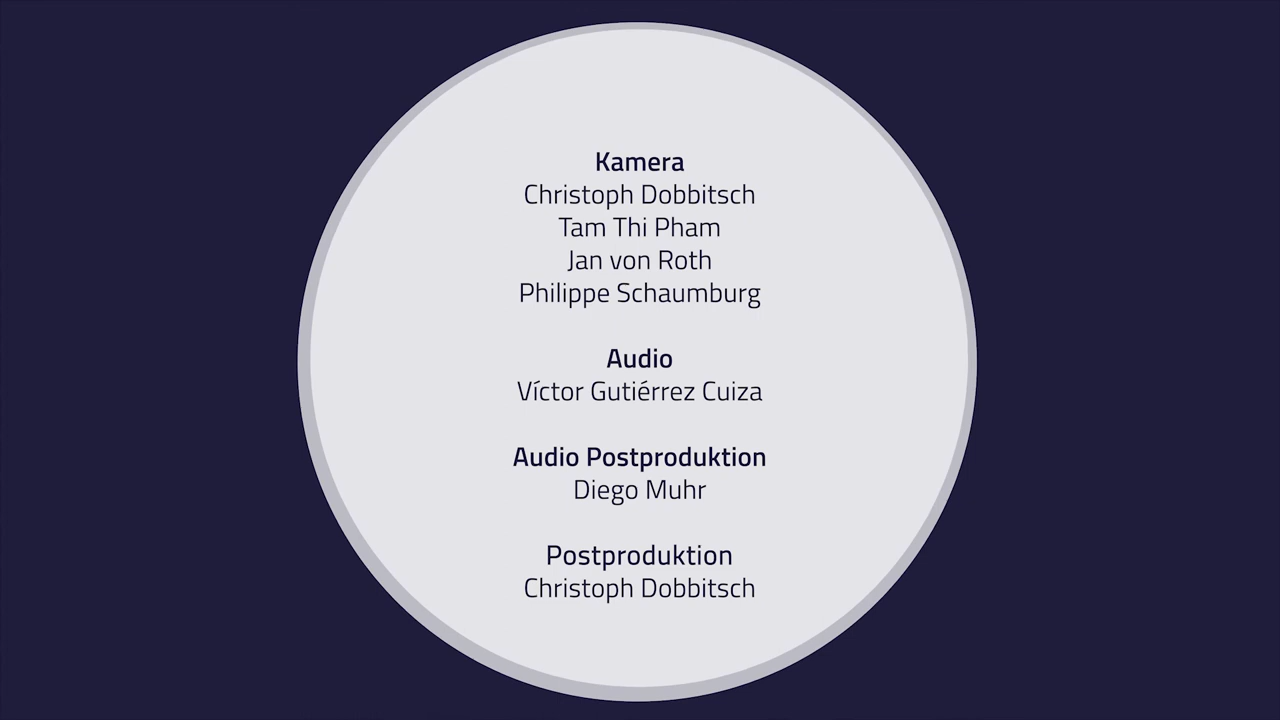 Kamera
Christoph Dobbitsch
Tam Thi Pham
Jan von Roth
Philippe Schaumburg
Audio
Víctor Gutiérrez Cuiza
Audio Postproduktion
Diego Muhr
Postproduktion
Christoph Dobbitsch